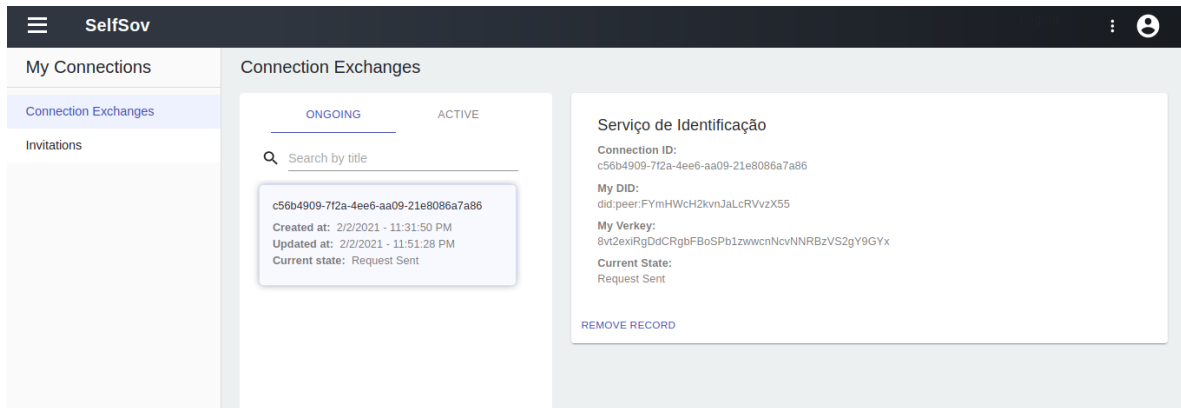 SelfSov
My Connections
Connection Exchanges
Invitations
Connection Exchanges
ONGOING ACTIVE
Search by title
c56b4909-7f2a-4ee6-aa09-21e8086a7a86
Created at: 2/2/2021 - 11:31:50 PM
Updated at: 2/2/2021 - 11:51:28 PM
Current state: Request Sent
Serviço de Identificação
Connection ID:
c56b4909-7f2a-4ee6-aa09-21e8086a7a86
My DID:
did:peer:FYmHWcH2kvnJaLcRVvzX55
My Verkey:
8vt2exiRgDdCRgbFBoSPb1zwwcnNcvNNRBzVS2gY9GYx
Current State:
Request Sent
REMOVE RECORD